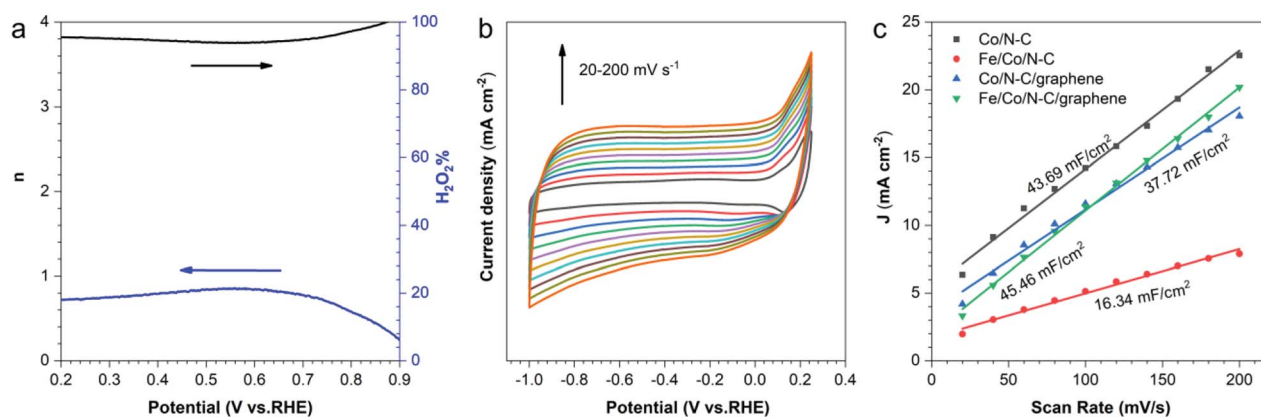 a
4
3
2
1
0
n
100
80
60
40
20
0
H₂O₂%
0.2 0.3 0.4 0.5 0.6 0.7 0.8 0.9
Potential (V vs.RHE)
b
20-200 mV s⁻¹
Current density (mA cm⁻²)
-1.0 -0.8 -0.6 -0.4 -0.2 0.0 0.2 0.4
Potential (V vs.RHE)
c
25
20
15
10
5
0
J (mA cm⁻²)
Co/N-C
Fe/Co/N-C
Co/N-C/graphene
Fe/Co/N-C/graphene
43.69 mF/cm²
37.72 mF/cm²
45.46 mF/cm²
16.34 mF/cm²
50 100 150 200
Scan Rate (mV/s)